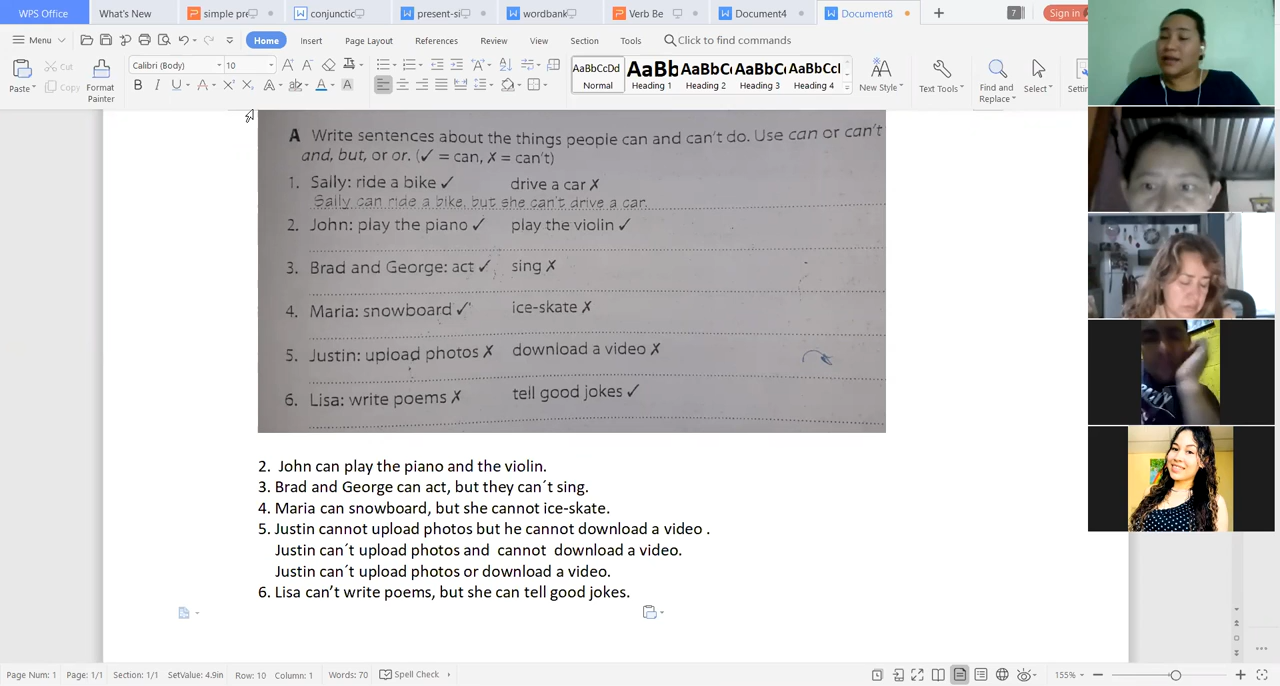 WPS Office What's New simple pre conjunctic present-si wordbank Verb Be Document4 Document8 7 Sign in
Menu Home Insert Page Layout References Review View Section Tools Click to find commands
Paste Cut Copy Format Painter Calibri (Body) 10 AaBbCcDd Normal AaBb Heading 1 AaBbC Heading 2 AaBbC Heading 3 AaBbCcI Heading 4 New Style Text Tools Find and Replace Select
A Write sentences about the things people can and can't do. Use can or can't
and, but, or or. (✓ = can, ✗ = can't)
1. Sally: ride a bike ✓ drive a car ✗
Sally can ride a bike, but she can't drive a car.
2. John: play the piano ✓ play the violin ✓
3. Brad and George: act ✓ sing ✗
4. Maria: snowboard ✓ ice-skate ✗
5. Justin: upload photos ✗ download a video ✗
6. Lisa: write poems ✗ tell good jokes ✓
2. John can play the piano and the violin.
3. Brad and George can act, but they can´t sing.
4. Maria can snowboard, but she cannot ice-skate.
5. Justin cannot upload photos but he cannot download a video .
Justin can´t upload photos and cannot download a video.
Justin can´t upload photos or download a video.
6. Lisa can’t write poems, but she can tell good jokes.
Page Num: 1 Page: 1/1 Section: 1/1 SetValue: 4.9in Row: 10 Column: 1 Words: 70 Spell Check 155%